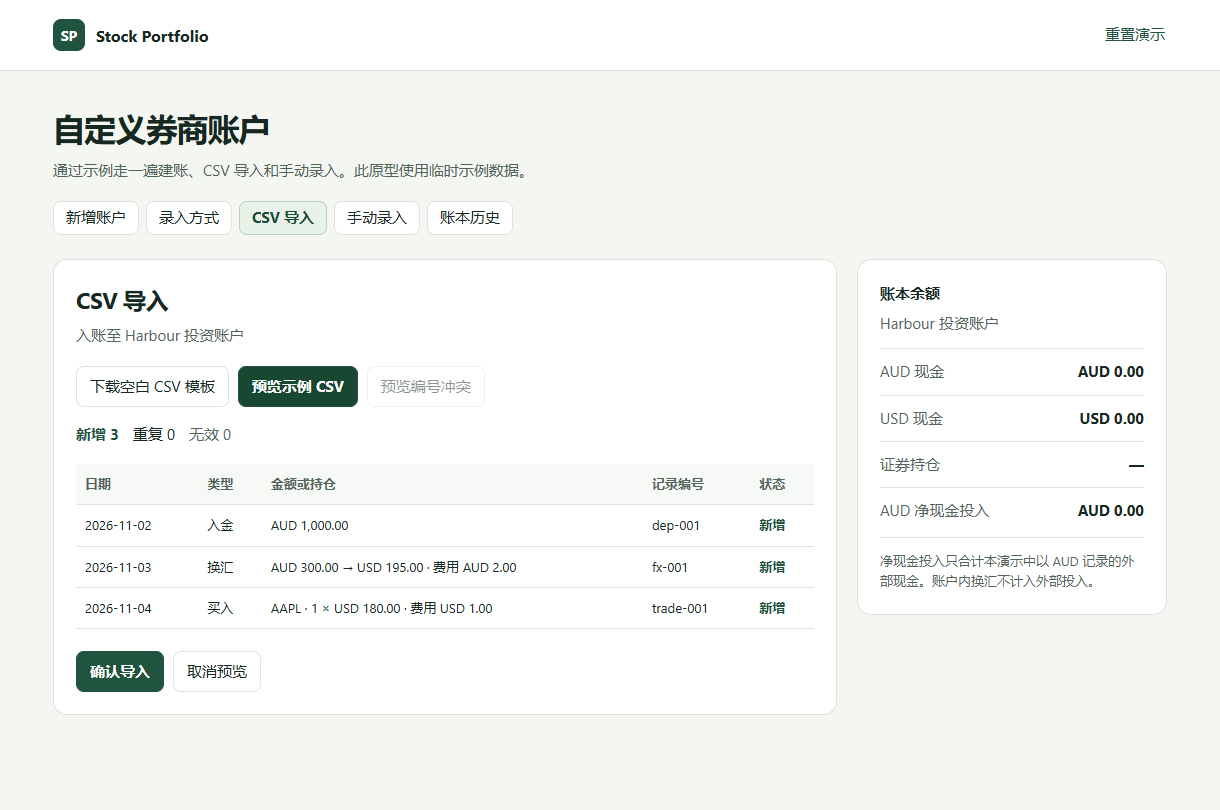 SP Stock Portfolio 重置演示
自定义券商账户
通过示例走一遍建账、CSV 导入和手动录入。此原型使用临时示例数据。
新增账户 录入方式 CSV 导入 手动录入 账本历史
CSV 导入
入账至 Harbour 投资账户
下载空白 CSV 模板 预览示例 CSV 预览编号冲突
新增 3 重复 0 无效 0
日期 类型 金额或持仓 记录编号 状态
2026-11-02 入金 AUD 1,000.00 dep-001 新增
2026-11-03 换汇 AUD 300.00 → USD 195.00 · 费用 AUD 2.00 fx-001 新增
2026-11-04 买入 AAPL · 1 × USD 180.00 · 费用 USD 1.00 trade-001 新增
确认导入 取消预览
账本余额
Harbour 投资账户
AUD 现金 AUD 0.00
USD 现金 USD 0.00
证券持仓 —
AUD 净现金投入 AUD 0.00
净现金投入只合计本演示中以 AUD 记录的外
部现金。账户内换汇不计入外部投入。